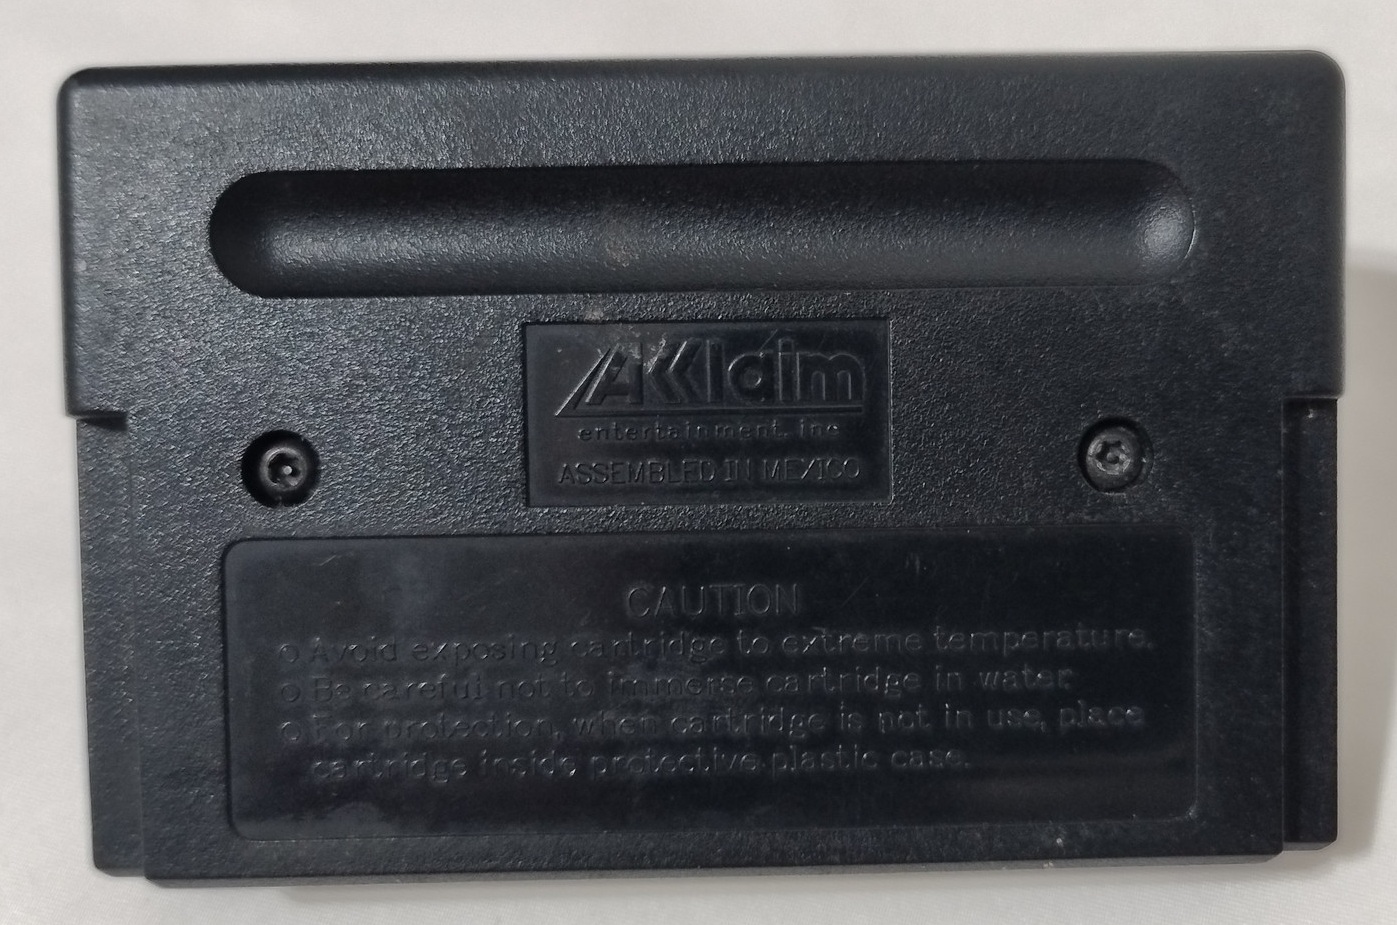 AKKlaim
entertainment, inc
ASSEMBLED IN MEXICO
CAUTION
o Avoid exposing cartridge to extreme temperature.
o Be careful not to immerse cartridge in water.
o For protection, when cartridge is not in use, place
cartridge inside protective plastic case.